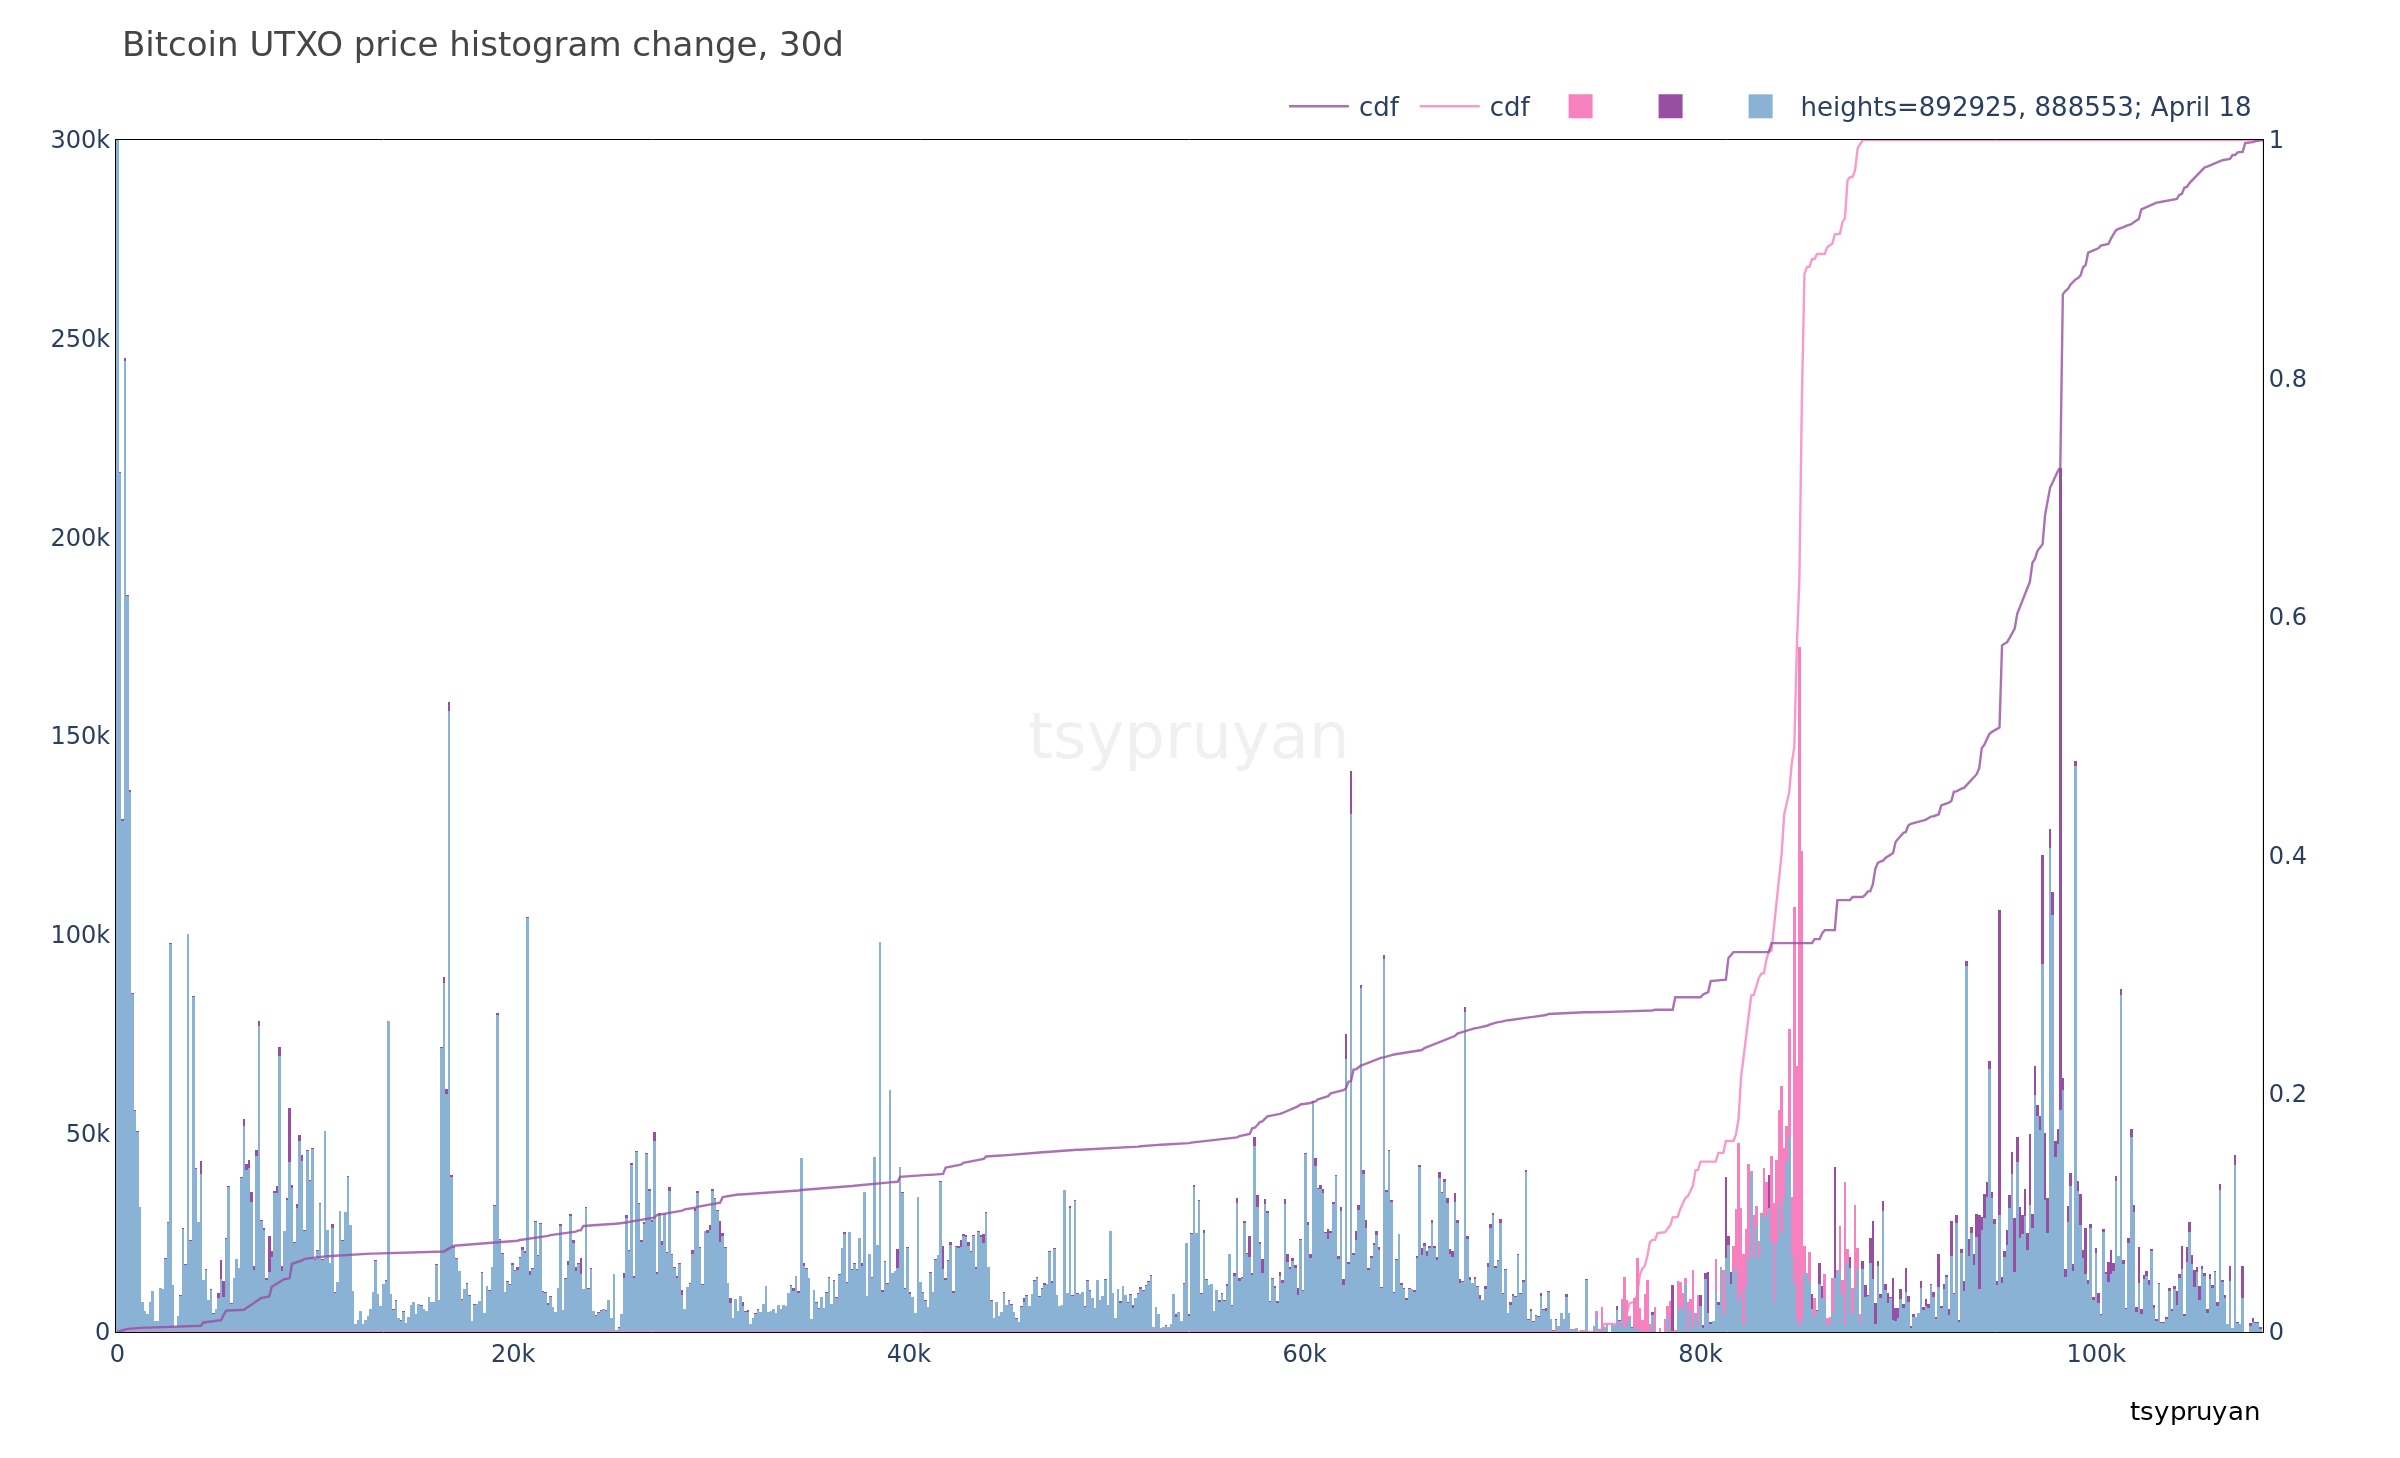 Bitcoin UTXO price histogram change, 30d
cdf cdf heights=892925, 888553; April 18
300k 1
250k
0.8
200k
0.6
150k
tsypruyan
0.4
100k
0.2
50k
0 0
0 20k 40k 60k 80k 100k
tsypruyan